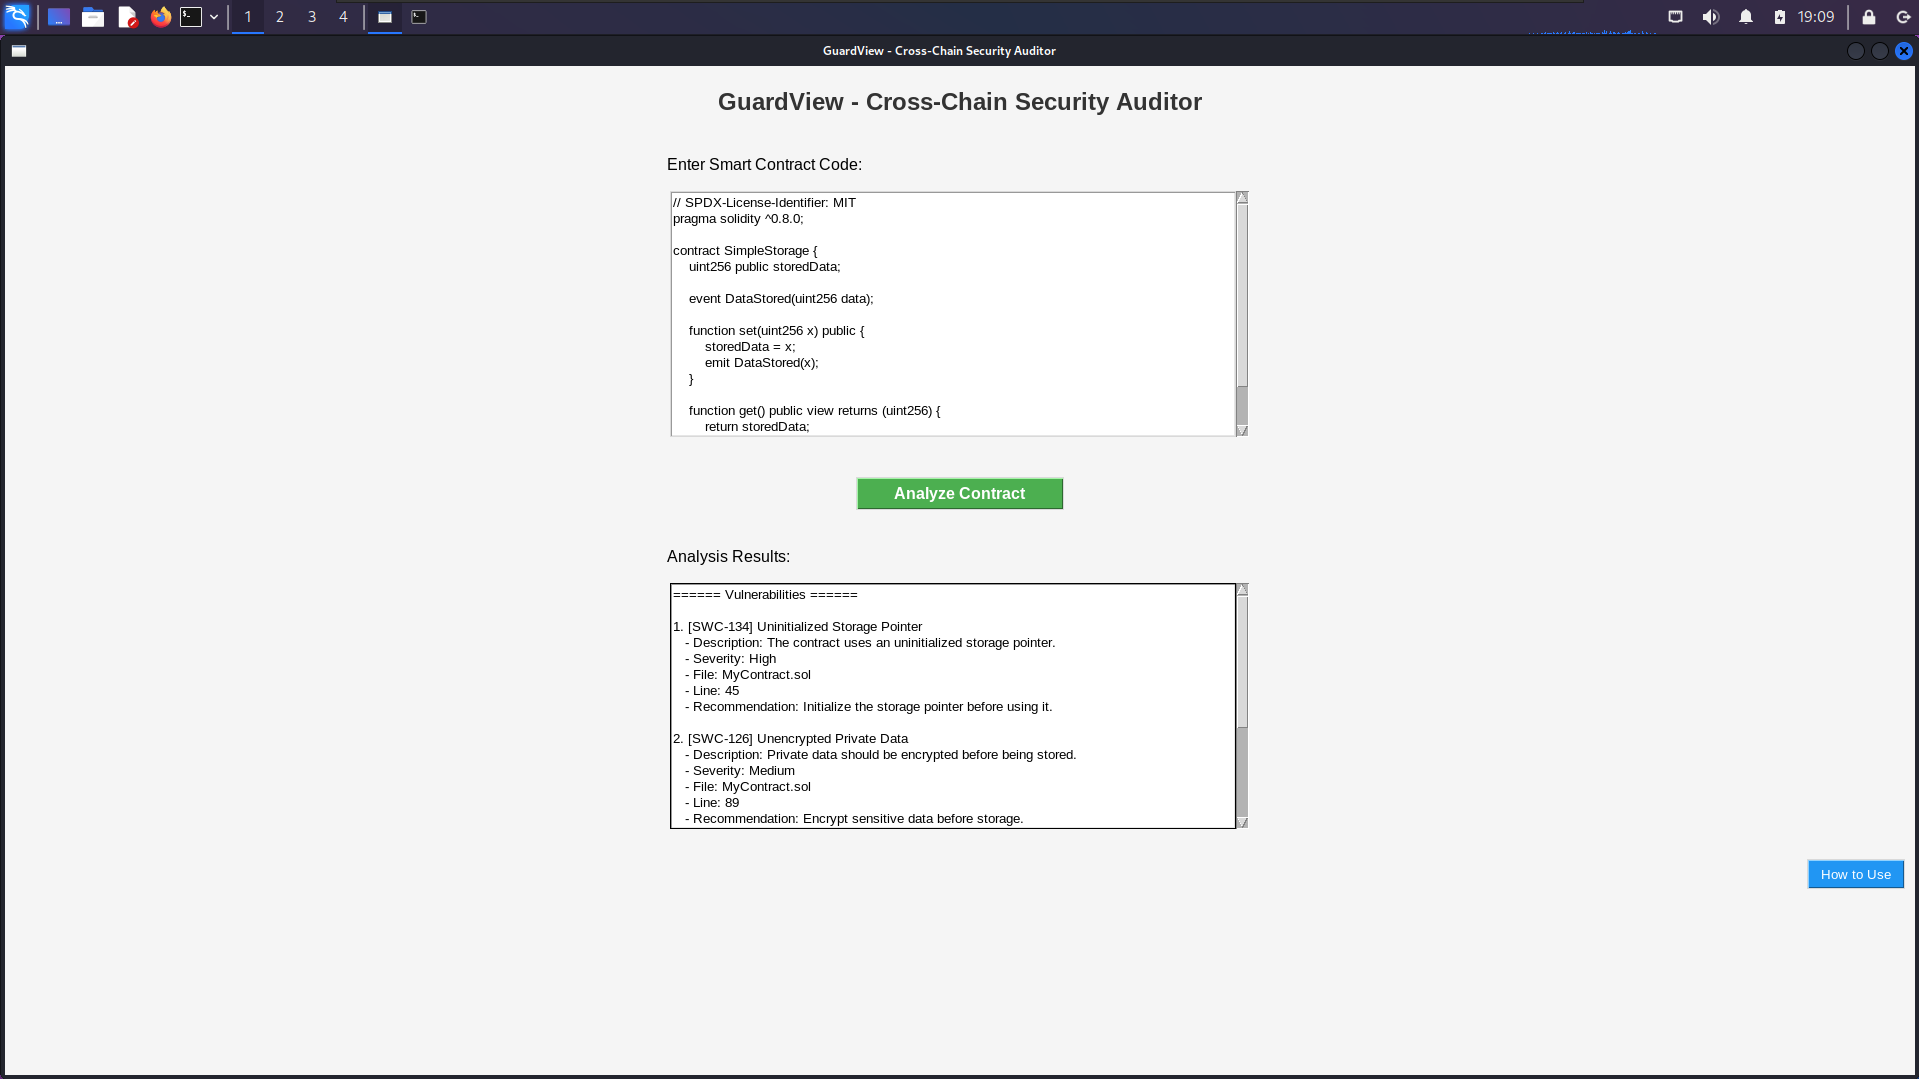 1 2 3 4
19:09
GuardView - Cross-Chain Security Auditor
GuardView - Cross-Chain Security Auditor
Enter Smart Contract Code:
// SPDX-License-Identifier: MIT
pragma solidity ^0.8.0;
contract SimpleStorage {
uint256 public storedData;
event DataStored(uint256 data);
function set(uint256 x) public {
storedData = x;
emit DataStored(x);
}
function get() public view returns (uint256) {
return storedData;
Analyze Contract
Analysis Results:
====== Vulnerabilities ======
1. [SWC-134] Uninitialized Storage Pointer
- Description: The contract uses an uninitialized storage pointer.
- Severity: High
- File: MyContract.sol
- Line: 45
- Recommendation: Initialize the storage pointer before using it.
2. [SWC-126] Unencrypted Private Data
- Description: Private data should be encrypted before being stored.
- Severity: Medium
- File: MyContract.sol
- Line: 89
- Recommendation: Encrypt sensitive data before storage.
How to Use